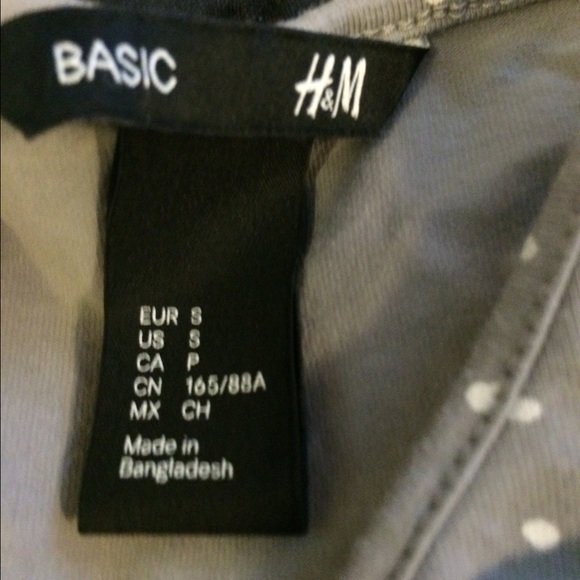 BASIC H&M
EUR S
US S
CA P
CN 165/88A
MX CH
Made in
Bangladesh